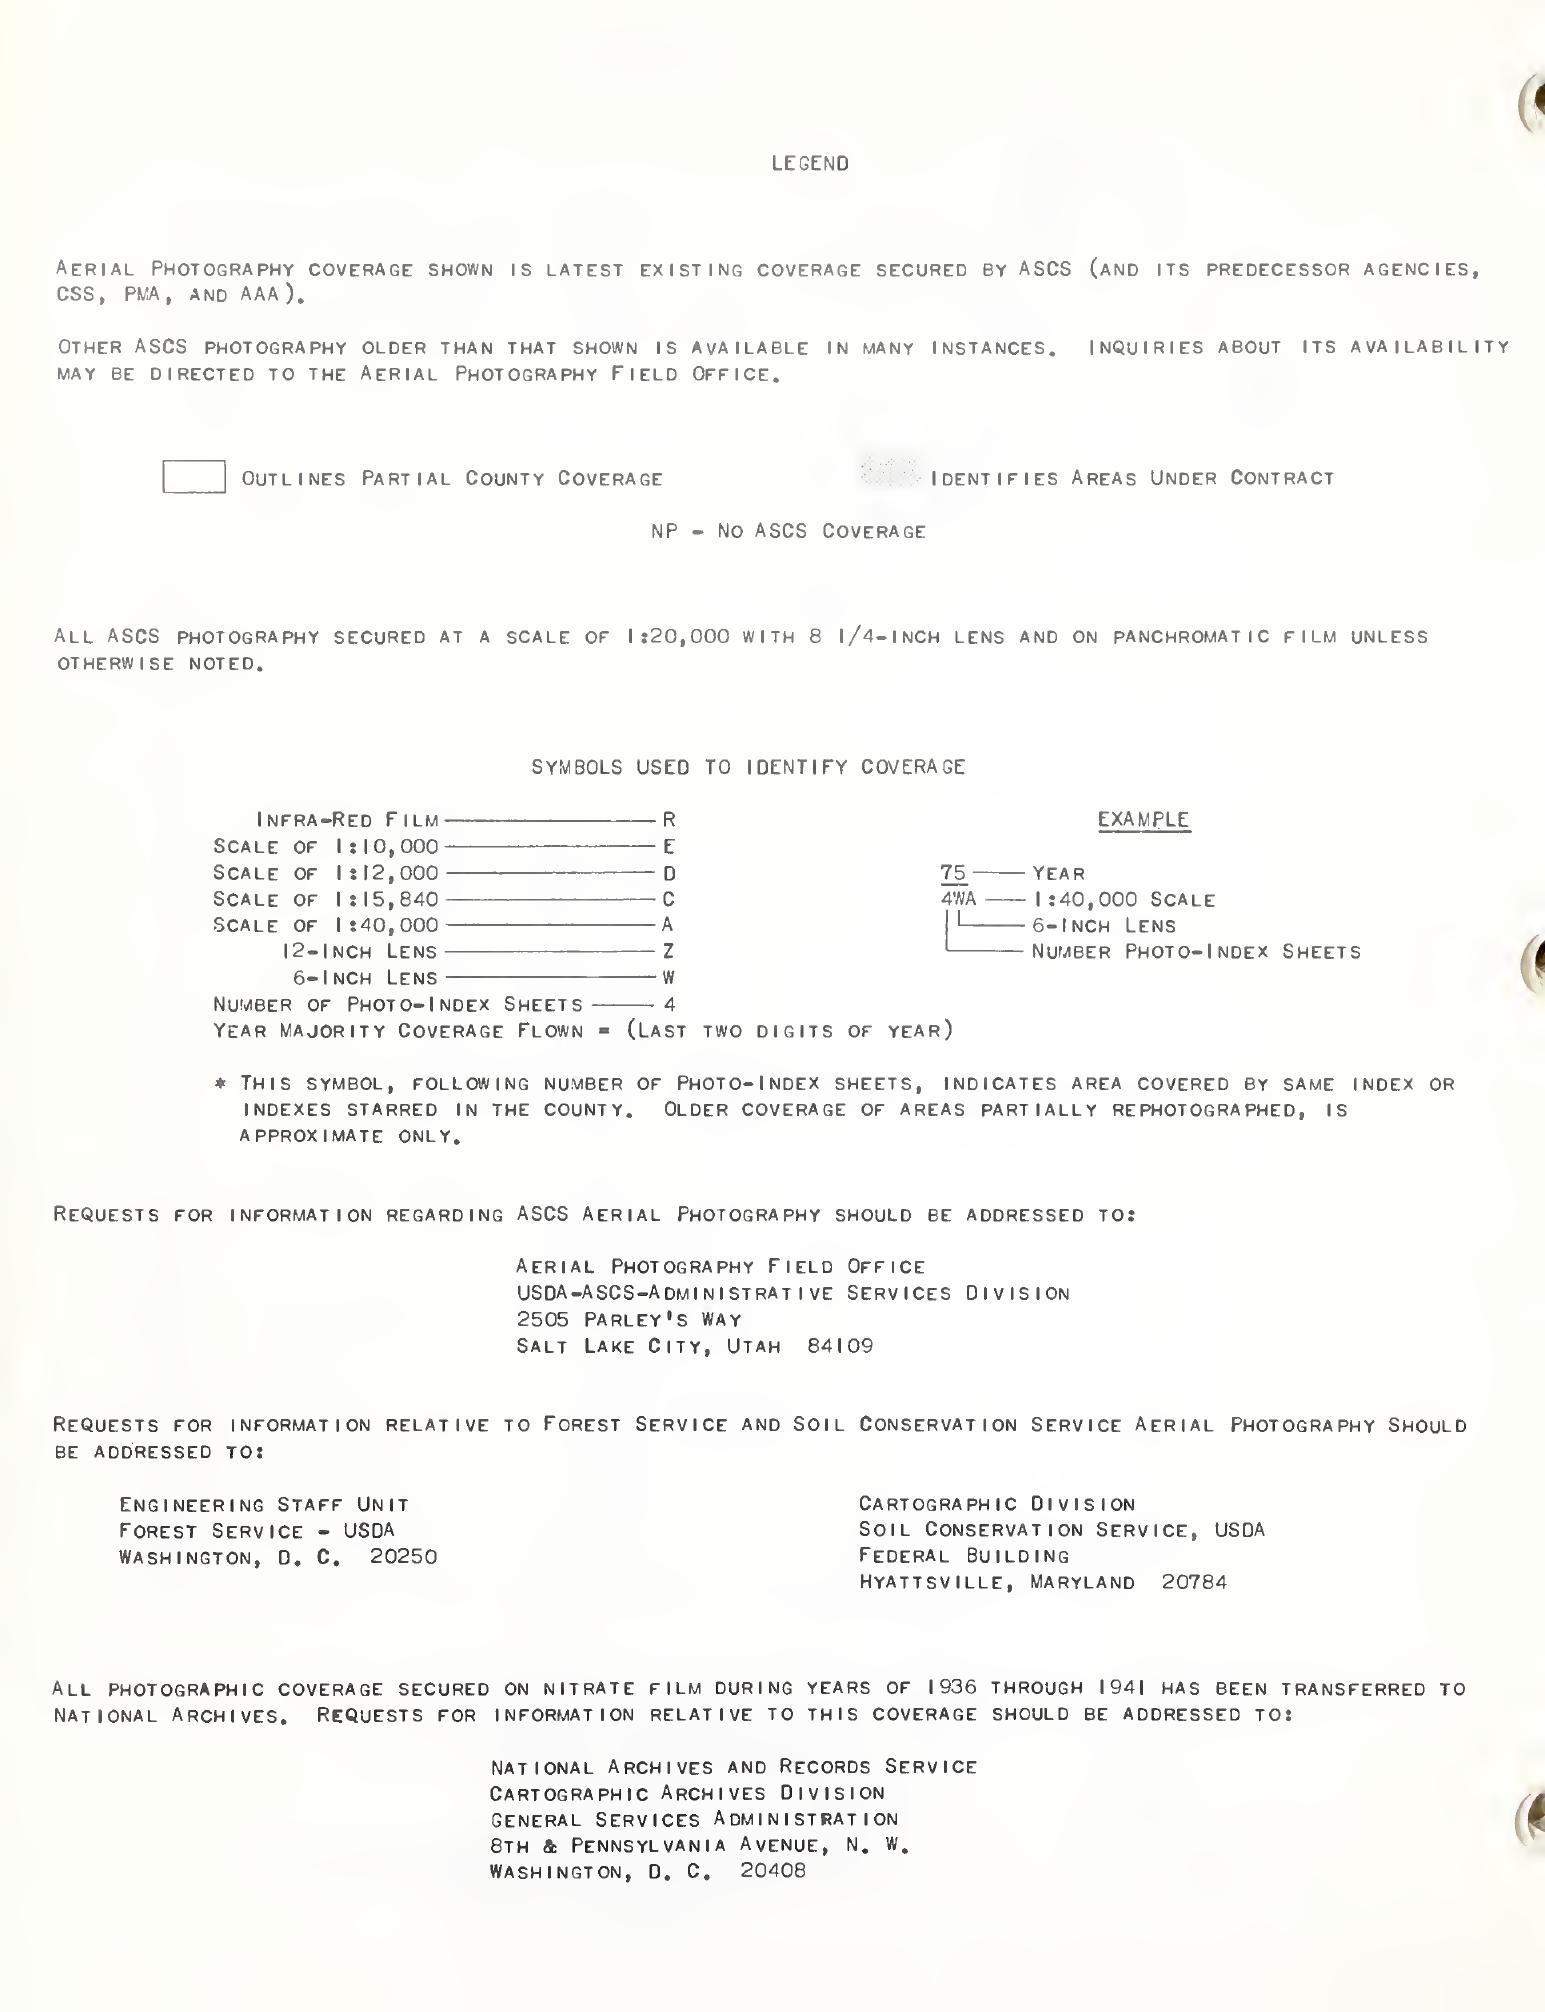 LEGEND
AERIAL PHOTOGRAPHY COVERAGE SHOWN IS LATEST EXISTING COVERAGE SECURED BY ASCS (AND ITS PREDECESSOR AGENCIES,
CSS, PMA, AND AAA).
OTHER ASCS PHOTOGRAPHY OLDER THAN THAT SHOWN IS AVAILABLE IN MANY INSTANCES. INQUIRIES ABOUT ITS AVAILABILITY
MAY BE DIRECTED TO THE AERIAL PHOTOGRAPHY FIELD OFFICE.
OUTLINES PARTIAL COUNTY COVERAGE
IDENTIFIES AREAS UNDER CONTRACT
NP - NO ASCS COVERAGE
ALL ASCS PHOTOGRAPHY SECURED AT A SCALE OF 1:20,000 WITH 8 1/4-INCH LENS AND ON PANCHROMATIC FILM UNLESS
OTHERWISE NOTED.
SYMBOLS USED TO IDENTIFY COVERAGE
INFRA-RED FILM R
SCALE OF 1:10,000 E
SCALE OF 1:12,000 D
SCALE OF 1:15,840 C
SCALE OF 1:40,000 A
12-INCH LENS Z
6-INCH LENS W
NUMBER OF PHOTO-INDEX SHEETS 4
YEAR MAJORITY COVERAGE FLOWN = (LAST TWO DIGITS OF YEAR)
EXAMPLE
75 YEAR
4WA 1:40,000 SCALE
6-INCH LENS
NUMBER PHOTO-INDEX SHEETS
* THIS SYMBOL, FOLLOWING NUMBER OF PHOTO-INDEX SHEETS, INDICATES AREA COVERED BY SAME INDEX OR
INDEXES STARRED IN THE COUNTY. OLDER COVERAGE OF AREAS PARTIALLY REPHOTOGRAPHED, IS
APPROXIMATE ONLY.
REQUESTS FOR INFORMATION REGARDING ASCS AERIAL PHOTOGRAPHY SHOULD BE ADDRESSED TO:
AERIAL PHOTOGRAPHY FIELD OFFICE
USDA-ASCS-ADMINISTRATIVE SERVICES DIVISION
2505 PARLEY'S WAY
SALT LAKE CITY, UTAH 84109
REQUESTS FOR INFORMATION RELATIVE TO FOREST SERVICE AND SOIL CONSERVATION SERVICE AERIAL PHOTOGRAPHY SHOULD
BE ADDRESSED TO:
ENGINEERING STAFF UNIT
FOREST SERVICE - USDA
WASHINGTON, D. C. 20250
CARTOGRAPHIC DIVISION
SOIL CONSERVATION SERVICE, USDA
FEDERAL BUILDING
HYATTSVILLE, MARYLAND 20784
ALL PHOTOGRAPHIC COVERAGE SECURED ON NITRATE FILM DURING YEARS OF 1936 THROUGH 1941 HAS BEEN TRANSFERRED TO
NATIONAL ARCHIVES. REQUESTS FOR INFORMATION RELATIVE TO THIS COVERAGE SHOULD BE ADDRESSED TO:
NATIONAL ARCHIVES AND RECORDS SERVICE
CARTOGRAPHIC ARCHIVES DIVISION
GENERAL SERVICES ADMINISTRATION
8TH & PENNSYLVANIA AVENUE, N. W.
WASHINGTON, D. C. 20408